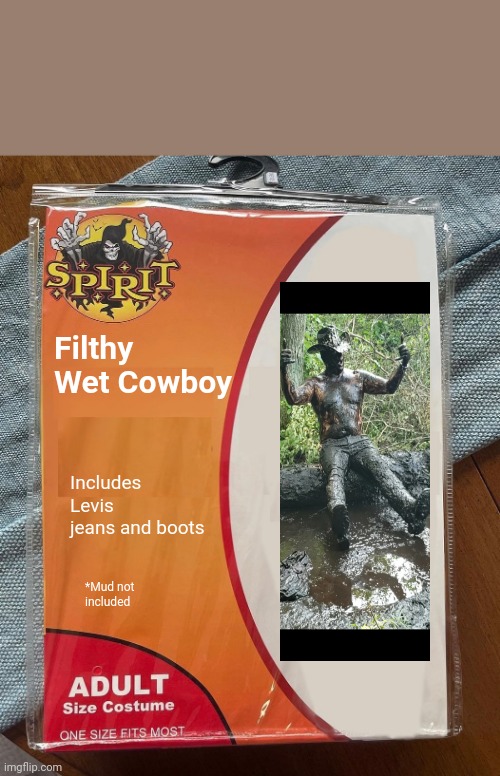 SPIRIT
Filthy
Wet Cowboy
Includes
Levis
jeans and boots
*Mud not
included
ADULT
Size Costume
ONE SIZE FITS MOST
imgflip.com